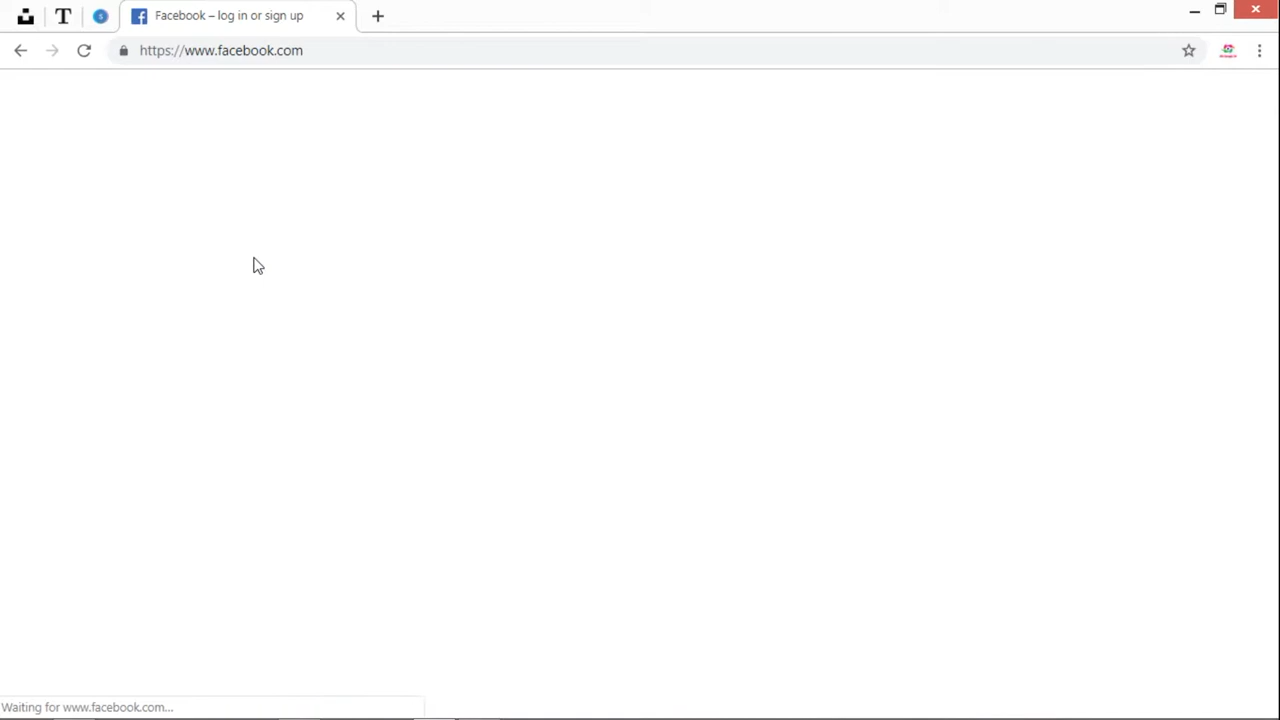 T
Facebook – log in or sign up
https://www.facebook.com
Waiting for www.facebook.com...